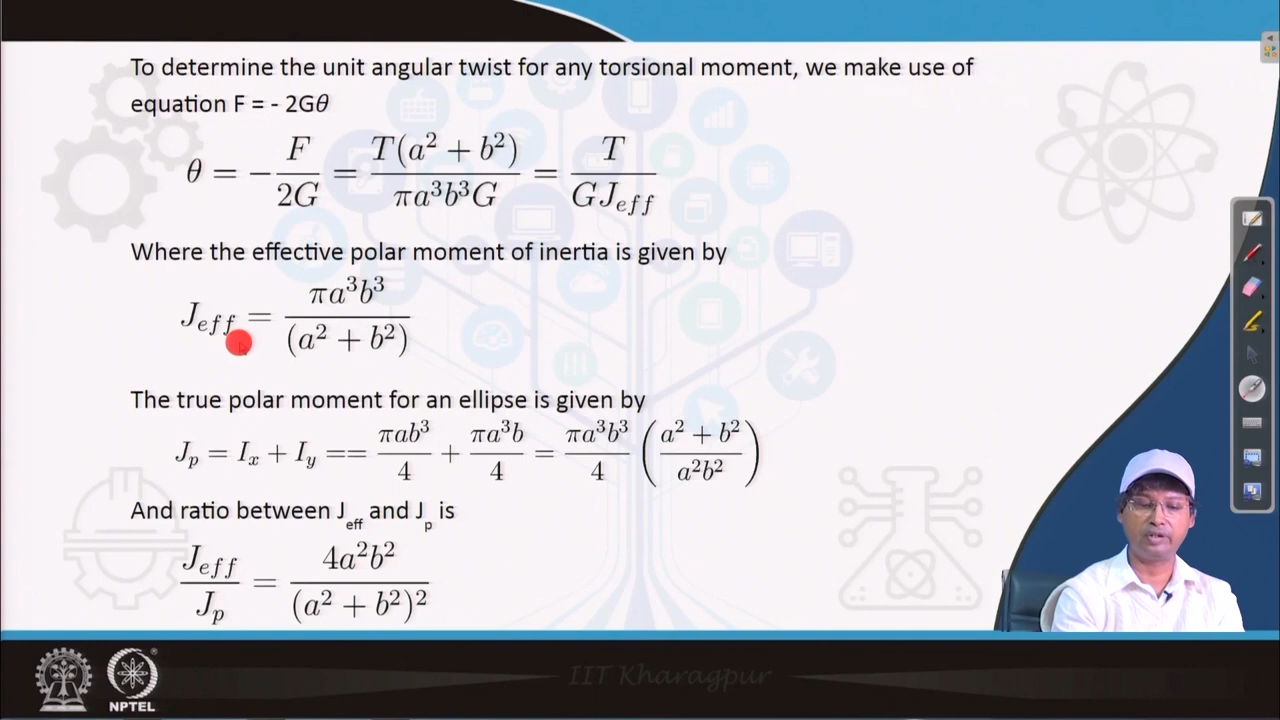 To determine the unit angular twist for any torsional moment, we make use of
equation F = - 2Gθ
θ = − F / 2G = T(a² + b²) / πa³b³G = T / GJ_eff
Where the effective polar moment of inertia is given by
J_eff = πa³b³ / (a² + b²)
The true polar moment for an ellipse is given by
J_p = I_x + I_y == πab³ / 4 + πa³b / 4 = πa³b³ / 4 ( a² + b² / a²b² )
And ratio between J_eff and J_p is
J_eff / J_p = 4a²b² / (a² + b²)²
IIT Kharagpur
NPTEL